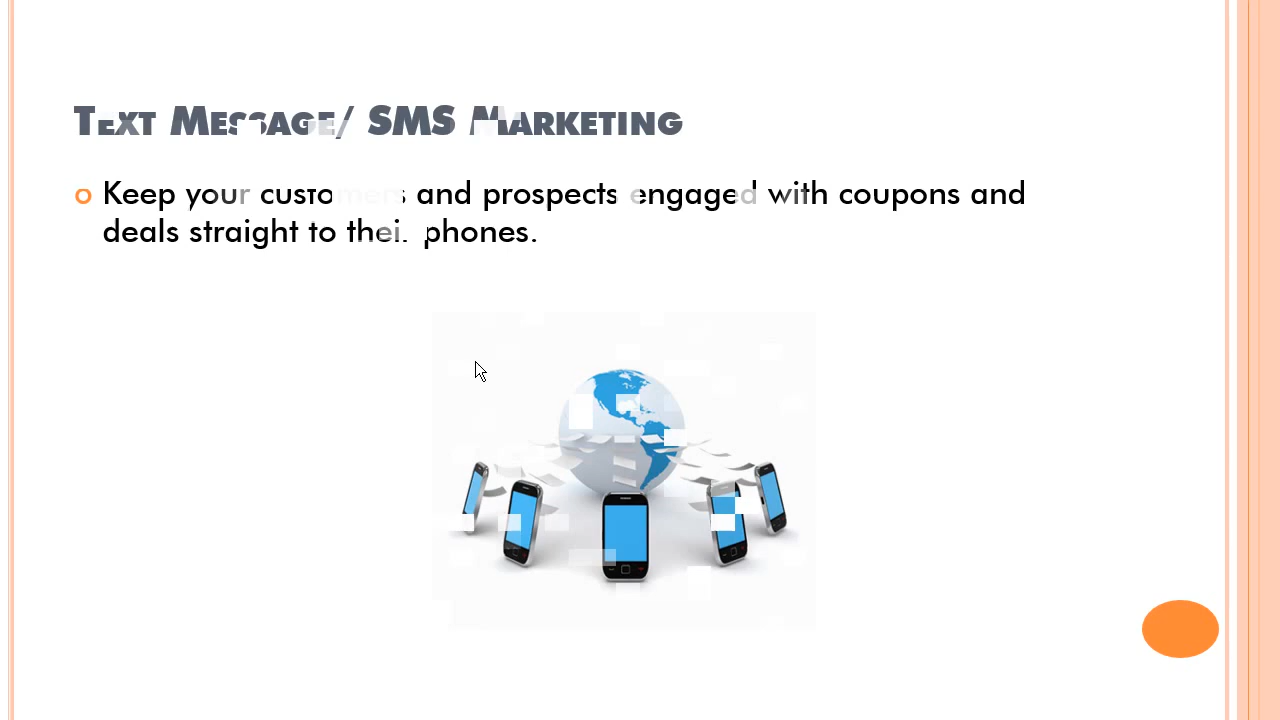 Text Message/ SMS Marketing
Keep your customers and prospects engaged with coupons and
deals straight to their phones.